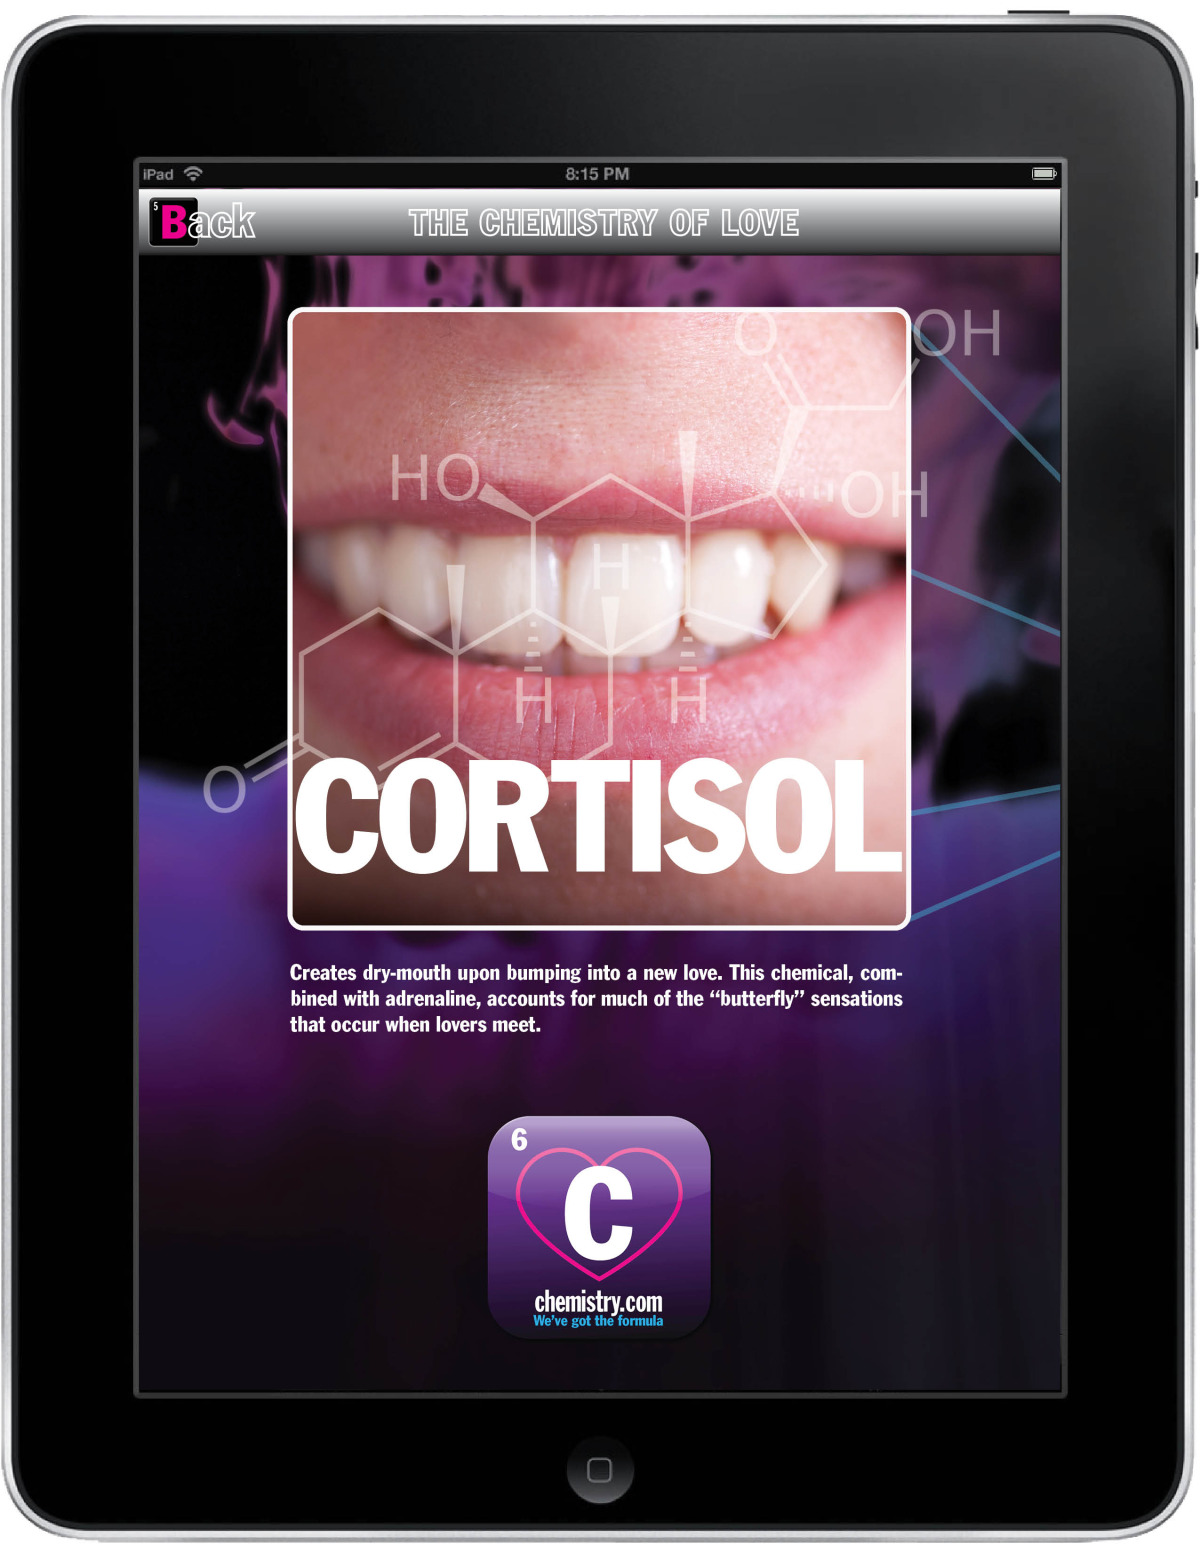 iPad 8:15 PM
5
Back THE CHEMISTRY OF LOVE
O OH
HO OH
H
H H
O
CORTISOL
Creates dry-mouth upon bumping into a new love. This chemical, com-
bined with adrenaline, accounts for much of the “butterfly” sensations
that occur when lovers meet.
6
C
chemistry.com
We've got the formula